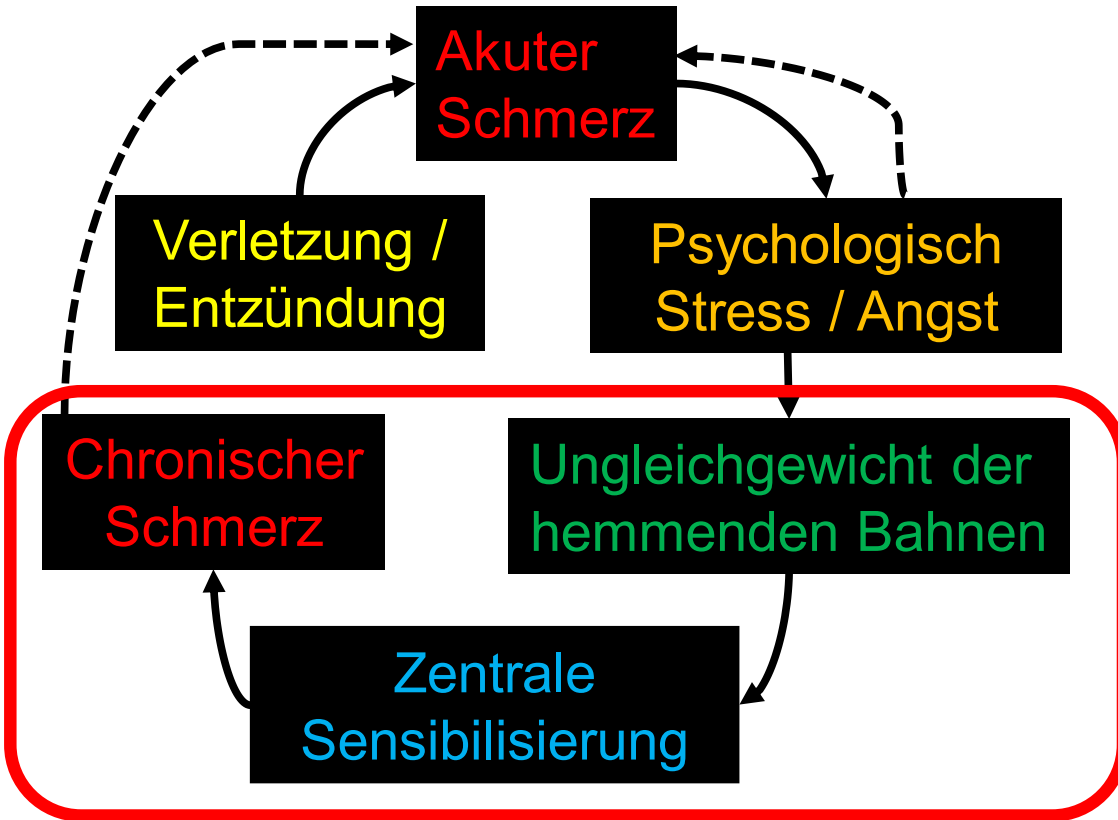 Akuter
Schmerz
Verletzung /
Entzündung
Psychologisch
Stress / Angst
Chronischer
Schmerz
Ungleichgewicht der
hemmenden Bahnen
Zentrale
Sensibilisierung